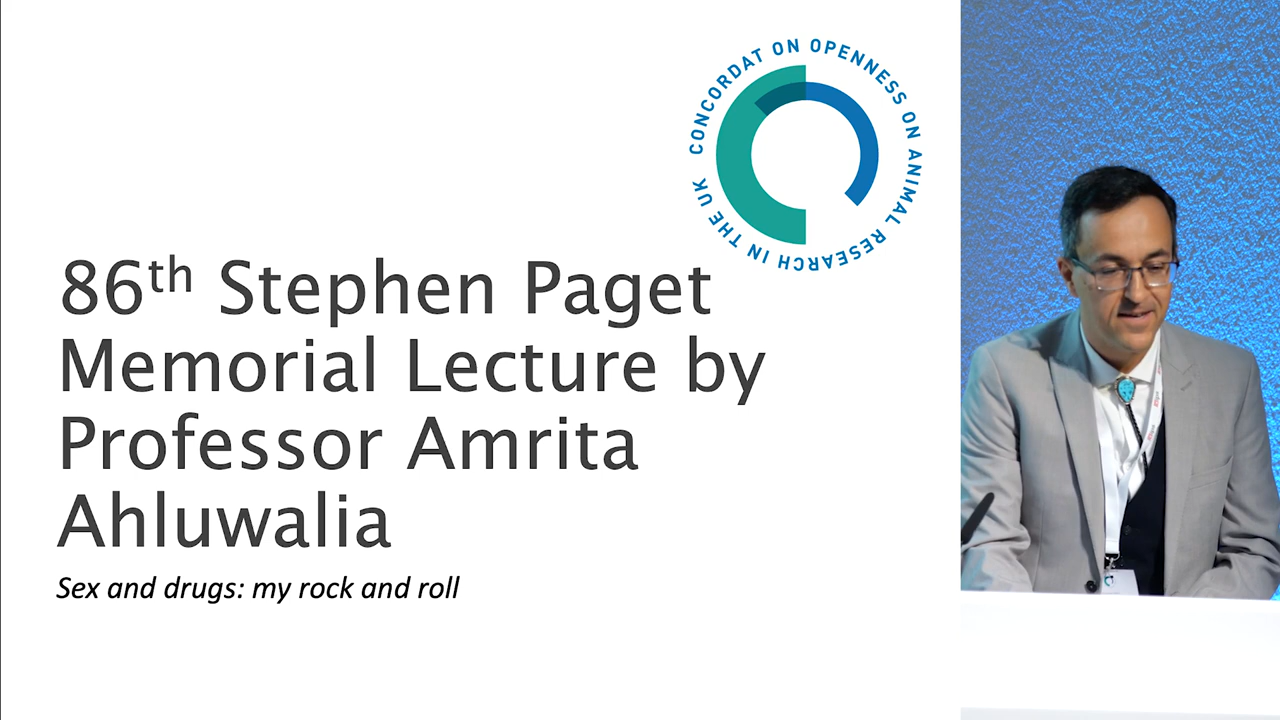 CONCORDAT ON OPENNESS ON ANIMAL RESEARCH IN THE UK
86th Stephen Paget
Memorial Lecture by
Professor Amrita
Ahluwalia
Sex and drugs: my rock and roll